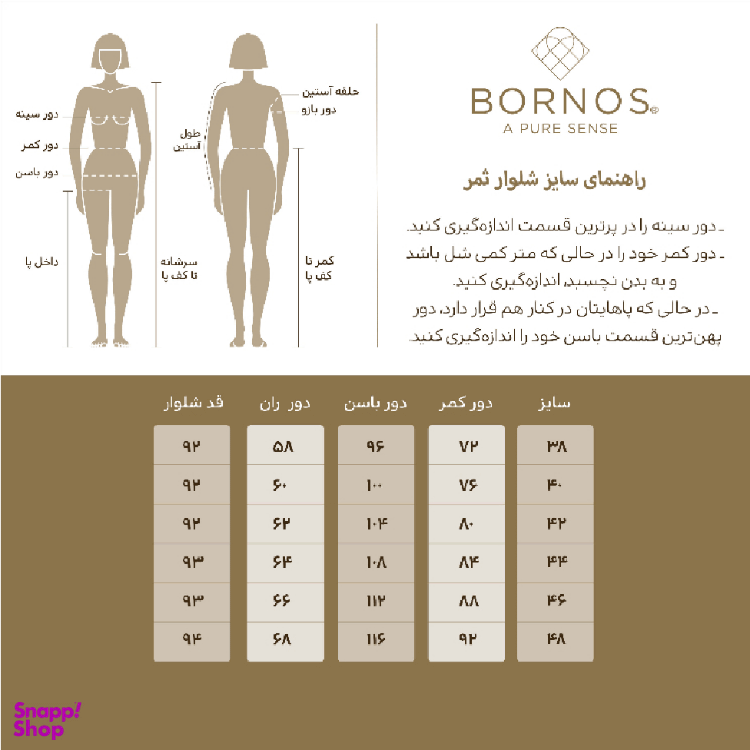 BORNOS®
A PURE SENSE
راهنمای سایز شلوار ثمر
ـ دور سینه را در پرترین قسمت اندازه‌گیری کنید.
ـ دور کمر خود را در حالی که متر کمی شل باشد
و به بدن نچسبد، اندازه‌گیری کنید.
ـ در حالی که پاهایتان در کنار هم قرار دارد، دور
پهن‌ترین قسمت باسن خود را اندازه‌گیری کنید.
حلقه آستین
دور بازو
طول
آستین
کمر تا
کف پا
دور سینه
دور کمر
دور باسن
سرشانه
تا کف پا
داخل پا
سایز دور کمر دور باسن دور ران قد شلوار
۳۸ ۷۲ ۹۶ ۵۸ ۹۲
۴۰ ۷۶ ۱۰۰ ۶۰ ۹۲
۴۲ ۸۰ ۱۰۴ ۶۲ ۹۲
۴۴ ۸۴ ۱۰۸ ۶۴ ۹۳
۴۶ ۸۸ ۱۱۲ ۶۶ ۹۳
۴۸ ۹۲ ۱۱۶ ۶۸ ۹۴
Snapp!
Shop